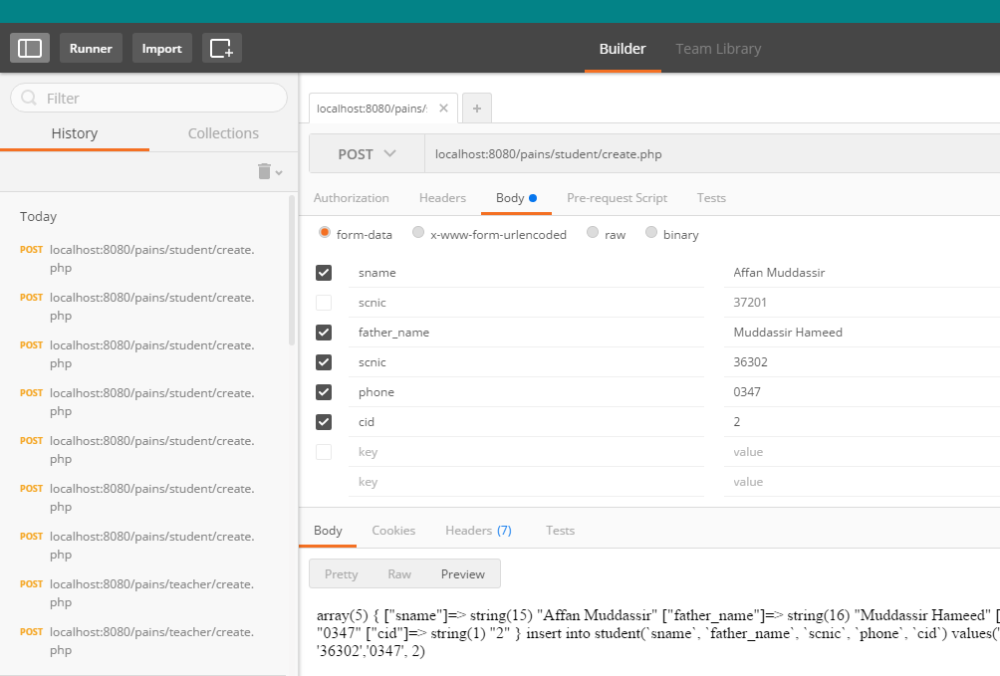 Runner Import Builder Team Library
Filter
History Collections
localhost:8080/pains/
POST localhost:8080/pains/student/create.php
Authorization Headers Body Pre-request Script Tests
form-data x-www-form-urlencoded raw binary
Today
POST localhost:8080/pains/student/create.
php
POST localhost:8080/pains/student/create.
php
POST localhost:8080/pains/student/create.
php
POST localhost:8080/pains/student/create.
php
POST localhost:8080/pains/student/create.
php
POST localhost:8080/pains/student/create.
php
POST localhost:8080/pains/student/create.
php
POST localhost:8080/pains/teacher/create.
php
POST localhost:8080/pains/teacher/create.
php
sname Affan Muddassir
scnic 37201
father_name Muddassir Hameed
scnic 36302
phone 0347
cid 2
key value
key value
Body Cookies Headers (7) Tests
Pretty Raw Preview
array(5) { ["sname"]=> string(15) "Affan Muddassir" ["father_name"]=> string(16) "Muddassir Hameed" [
"0347" ["cid"]=> string(1) "2" } insert into student(`sname`, `father_name`, `scnic`, `phone`, `cid`) values('
'36302','0347', 2)